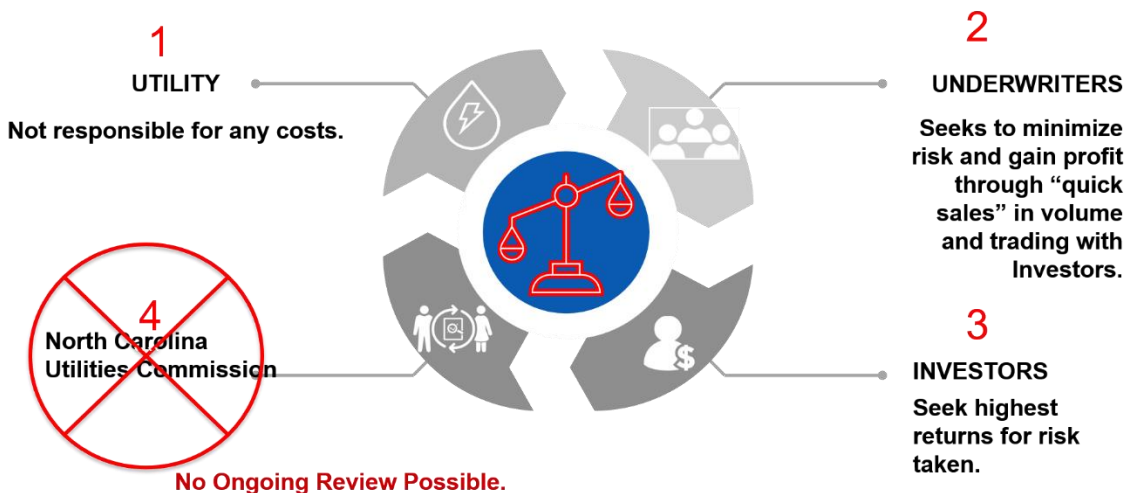 1
UTILITY
Not responsible for any costs.
2
UNDERWRITERS
Seeks to minimize
risk and gain profit
through “quick
sales” in volume
and trading with
Investors.
3
INVESTORS
Seek highest
returns for risk
taken.
4
North Carolina
Utilities Commission
No Ongoing Review Possible.
$